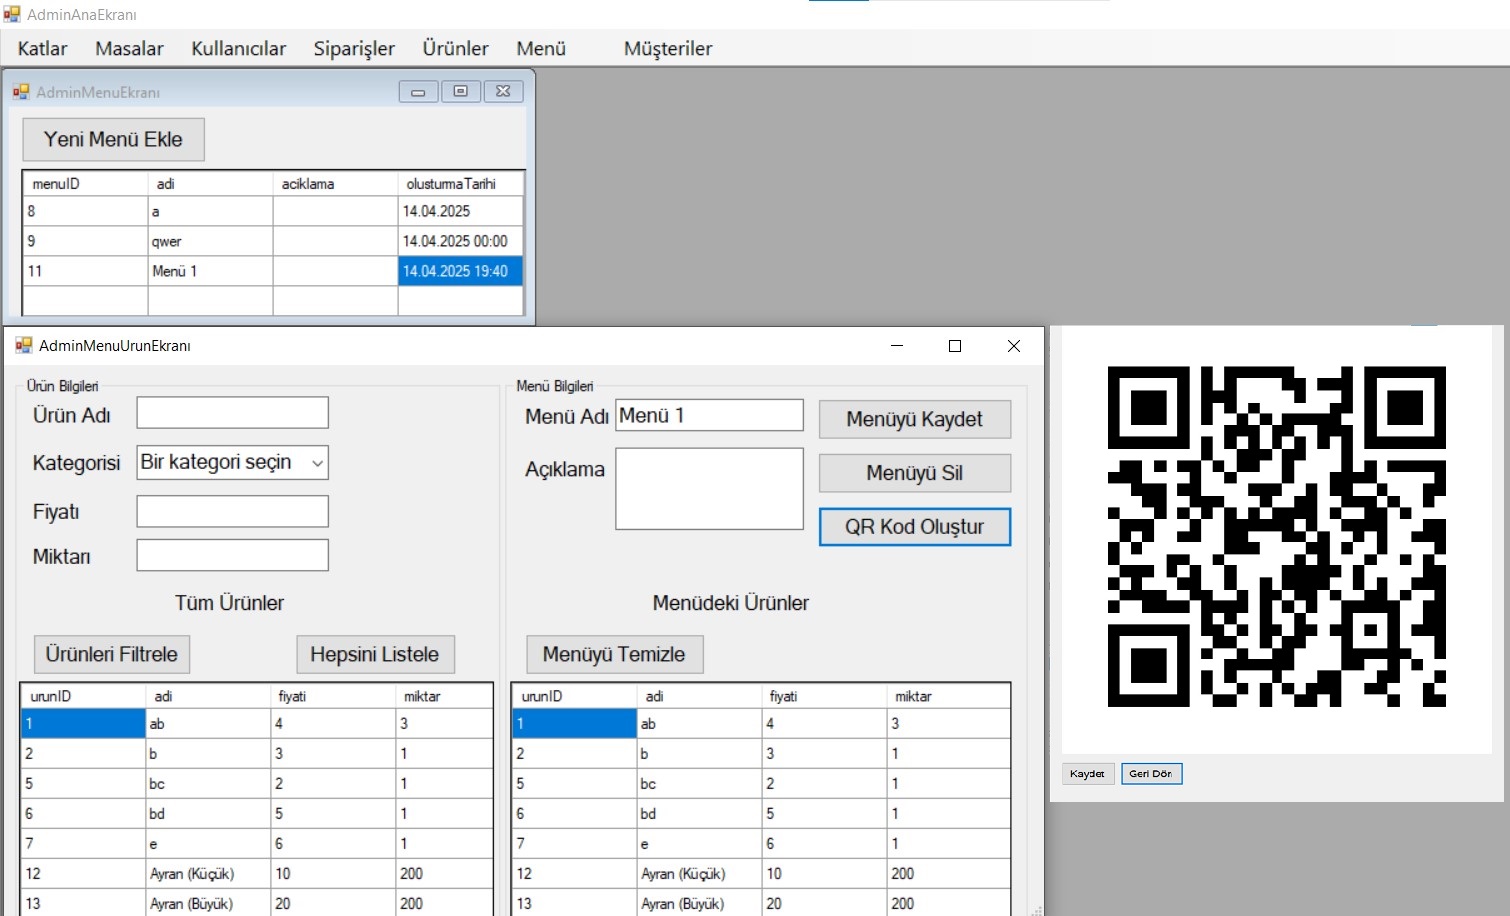 AdminAnaEkranı
Katlar Masalar Kullanıcılar Siparişler Ürünler Menü Müşteriler
AdminMenuEkranı
Yeni Menü Ekle
menuID adi aciklama olusturmaTarihi
8 a 14.04.2025
9 qwer 14.04.2025 00:00
11 Menü 1 14.04.2025 19:40
AdminMenuUrunEkranı
Ürün Bilgileri
Ürün Adı
Kategorisi Bir kategori seçin
Fiyatı
Miktarı
Tüm Ürünler
Ürünleri Filtrele Hepsini Listele
urunID adi fiyati miktar
1 ab 4 3
2 b 3 1
5 bc 2 1
6 bd 5 1
7 e 6 1
12 Ayran (Küçük) 10 200
13 Ayran (Büyük) 20 200
Menü Bilgileri
Menü Adı Menü 1 Menüyü Kaydet
Açıklama Menüyü Sil
QR Kod Oluştur
Menüdeki Ürünler
Menüyü Temizle
urunID adi fiyati miktar
1 ab 4 3
2 b 3 1
5 bc 2 1
6 bd 5 1
7 e 6 1
12 Ayran (Küçük) 10 200
13 Ayran (Büyük) 20 200
Kaydet Geri Dön